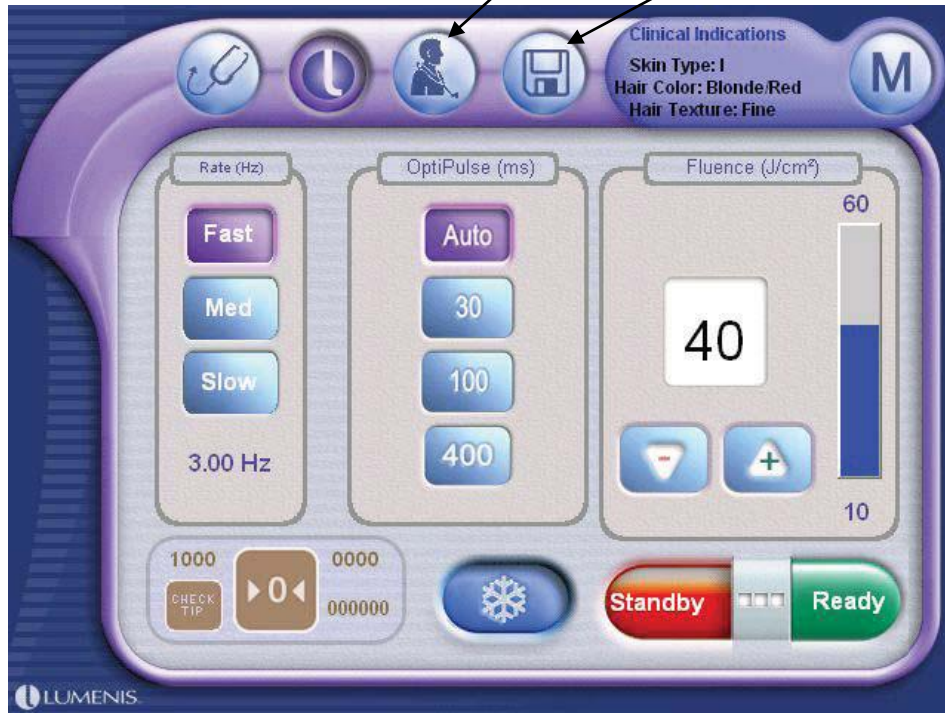 Clinical Indications
Skin Type: I
Hair Color: Blonde/Red
Hair Texture: Fine
M
Rate (Hz)
Fast
Med
Slow
3.00 Hz
OptiPulse (ms)
Auto
30
100
400
Fluence (J/cm²)
60
40
-
+
10
1000
CHECK
TIP
0
0000
000000
Standby
Ready
LUMENIS